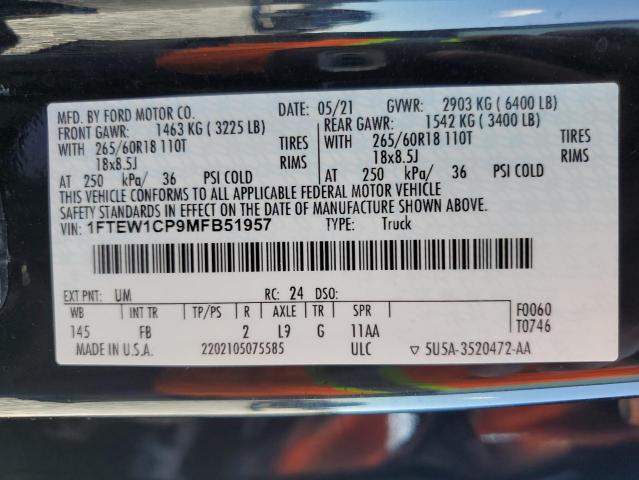 MFD. BY FORD MOTOR CO. DATE: 05/21 GVWR: 2903 KG ( 6400 LB)
FRONT GAWR: 1463 KG ( 3225 LB) REAR GAWR: 1542 KG ( 3400 LB)
WITH 265/60R18 110T TIRES WITH 265/60R18 110T TIRES
18x8.5J RIMS 18x8.5J RIMS
AT 250 kPa/ 36 PSI COLD AT 250 kPa/ 36 PSI COLD
THIS VEHICLE CONFORMS TO ALL APPLICABLE FEDERAL MOTOR VEHICLE
SAFETY STANDARDS IN EFFECT ON THE DATE OF MANUFACTURE SHOWN ABOVE.
VIN: 1FTEW1CP9MFB51957 TYPE: Truck
EXT PNT: UM RC: 24 DSO:
WB INT TR TP/PS R AXLE TR SPR F0060
145 FB 2 L9 G 11AA T0746
MADE IN U.S.A. 2202105075585 ULC ▽ 5U5A-3520472-AA